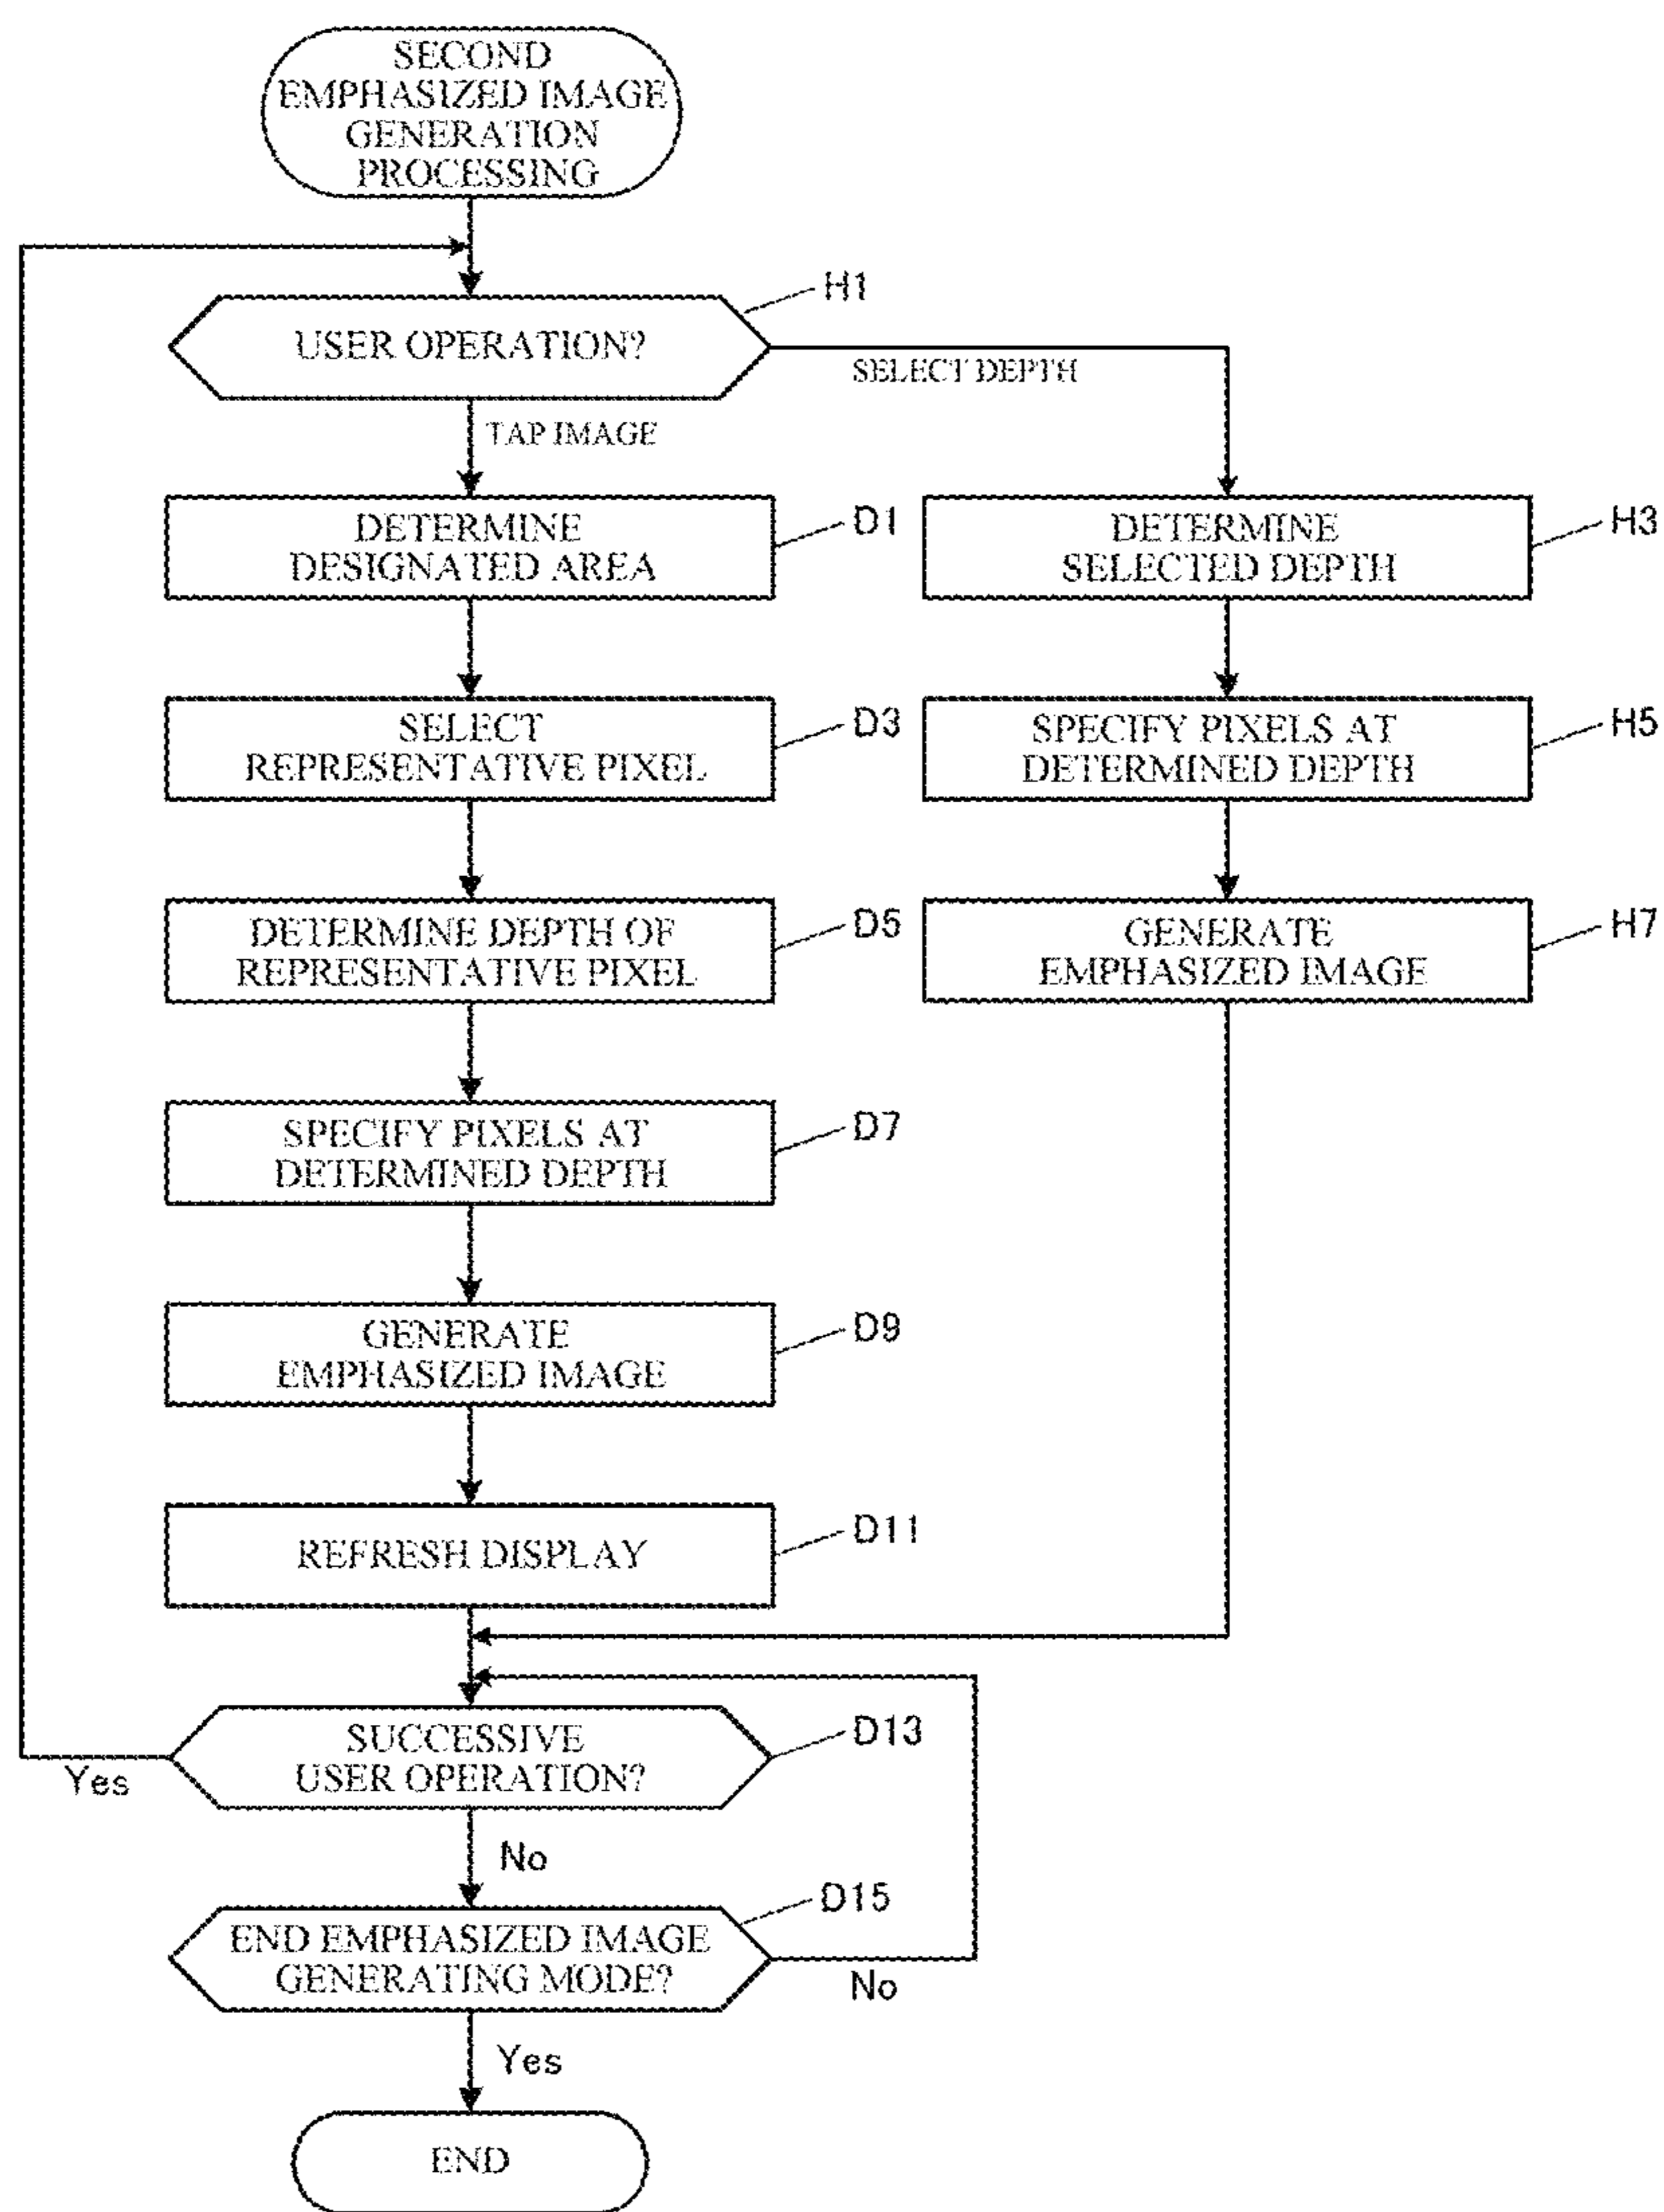 SECOND
EMPHASIZED IMAGE
GENERATION
PROCESSING
H1
USER OPERATION?
SELECT DEPTH
TAP IMAGE
DETERMINE
DESIGNATED AREA
D1
DETERMINE
SELECTED DEPTH
H3
SELECT
REPRESENTATIVE PIXEL
D3
SPECIFY PIXELS AT
DETERMINED DEPTH
H5
DETERMINE DEPTH OF
REPRESENTATIVE PIXEL
D5
GENERATE
EMPHASIZED IMAGE
H7
SPECIFY PIXELS AT
DETERMINED DEPTH
D7
GENERATE
EMPHASIZED IMAGE
D9
REFRESH DISPLAY
D11
SUCCESSIVE
USER OPERATION?
D13
Yes
No
D15
END EMPHASIZED IMAGE
GENERATING MODE?
No
Yes
END